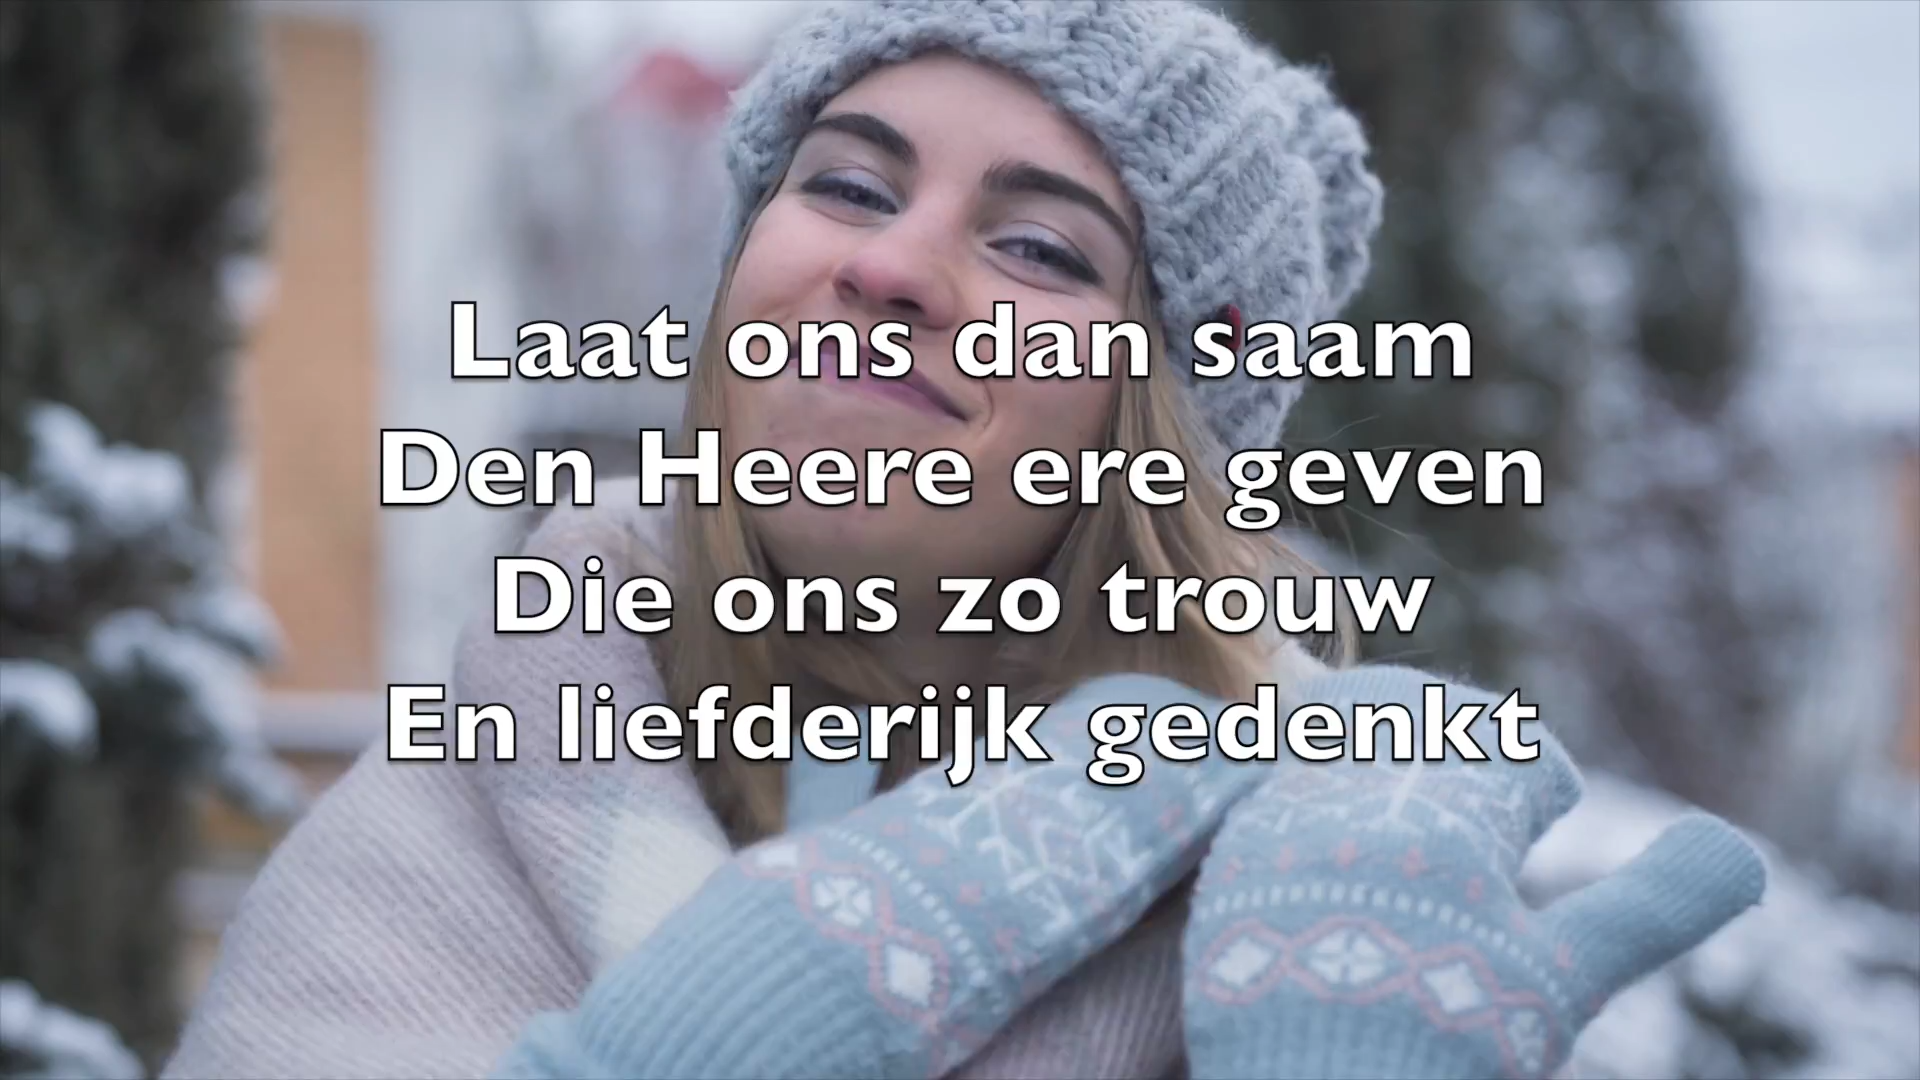 Laat ons dan saam
Den Heere ere geven
Die ons zo trouw
En liefderijk gedenkt